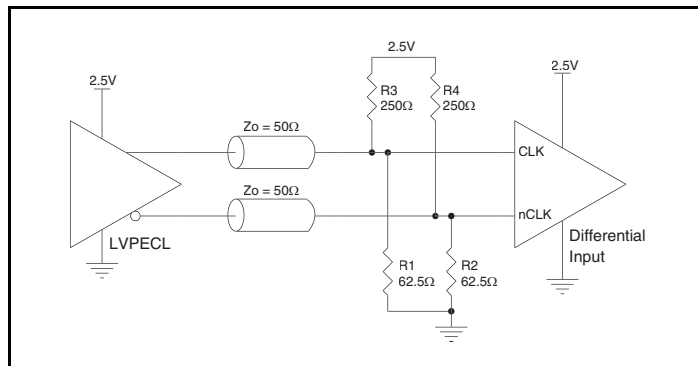 2.5V
2.5V
2.5V
R3
250Ω
R4
250Ω
Zo = 50Ω
CLK
Zo = 50Ω
nCLK
LVPECL
Differential
Input
R1
62.5Ω
R2
62.5Ω